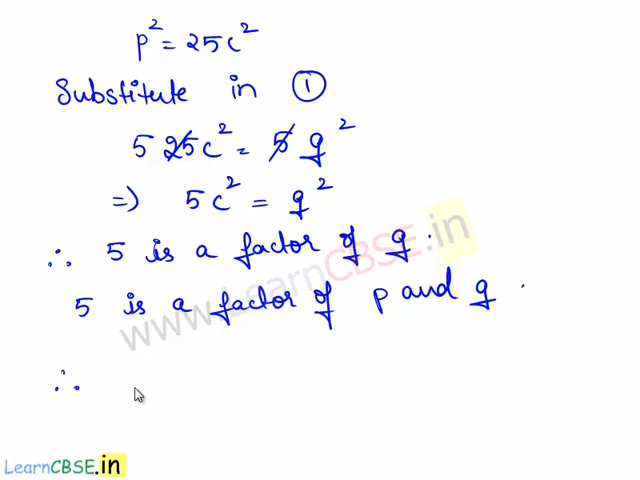 p² = 25c²
Substitute in ①
5 25c² = 5 q²
=) 5c² = q²
∴ 5 is a factor of q.
5 is a factor of p and q.
www.LearnCBSE.in
∴
LearnCBSE.in